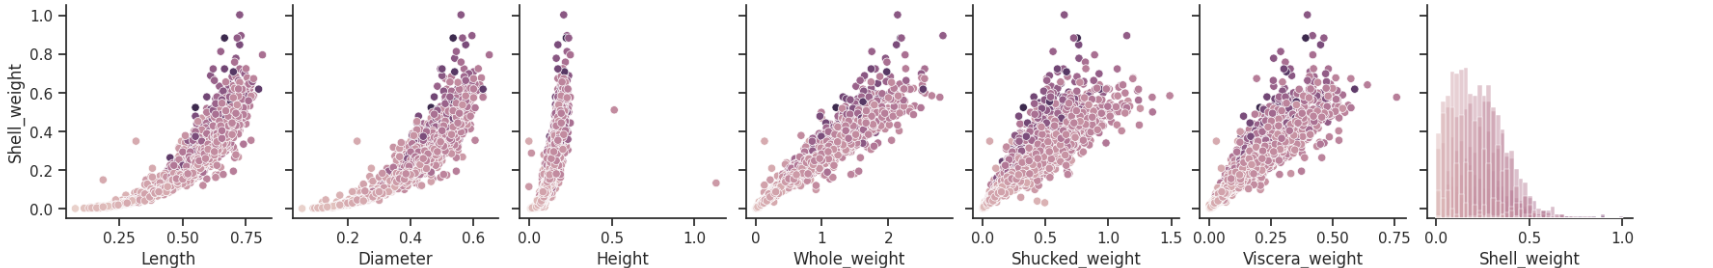 1.0
0.8
0.6
0.4
0.2
0.0
Shell_weight
0.25 0.50 0.75
Length
0.2 0.4 0.6
Diameter
0.0 0.5 1.0
Height
0 1 2
Whole_weight
0.0 0.5 1.0 1.5
Shucked_weight
0.00 0.25 0.50 0.75
Viscera_weight
0.0 0.5 1.0
Shell_weight